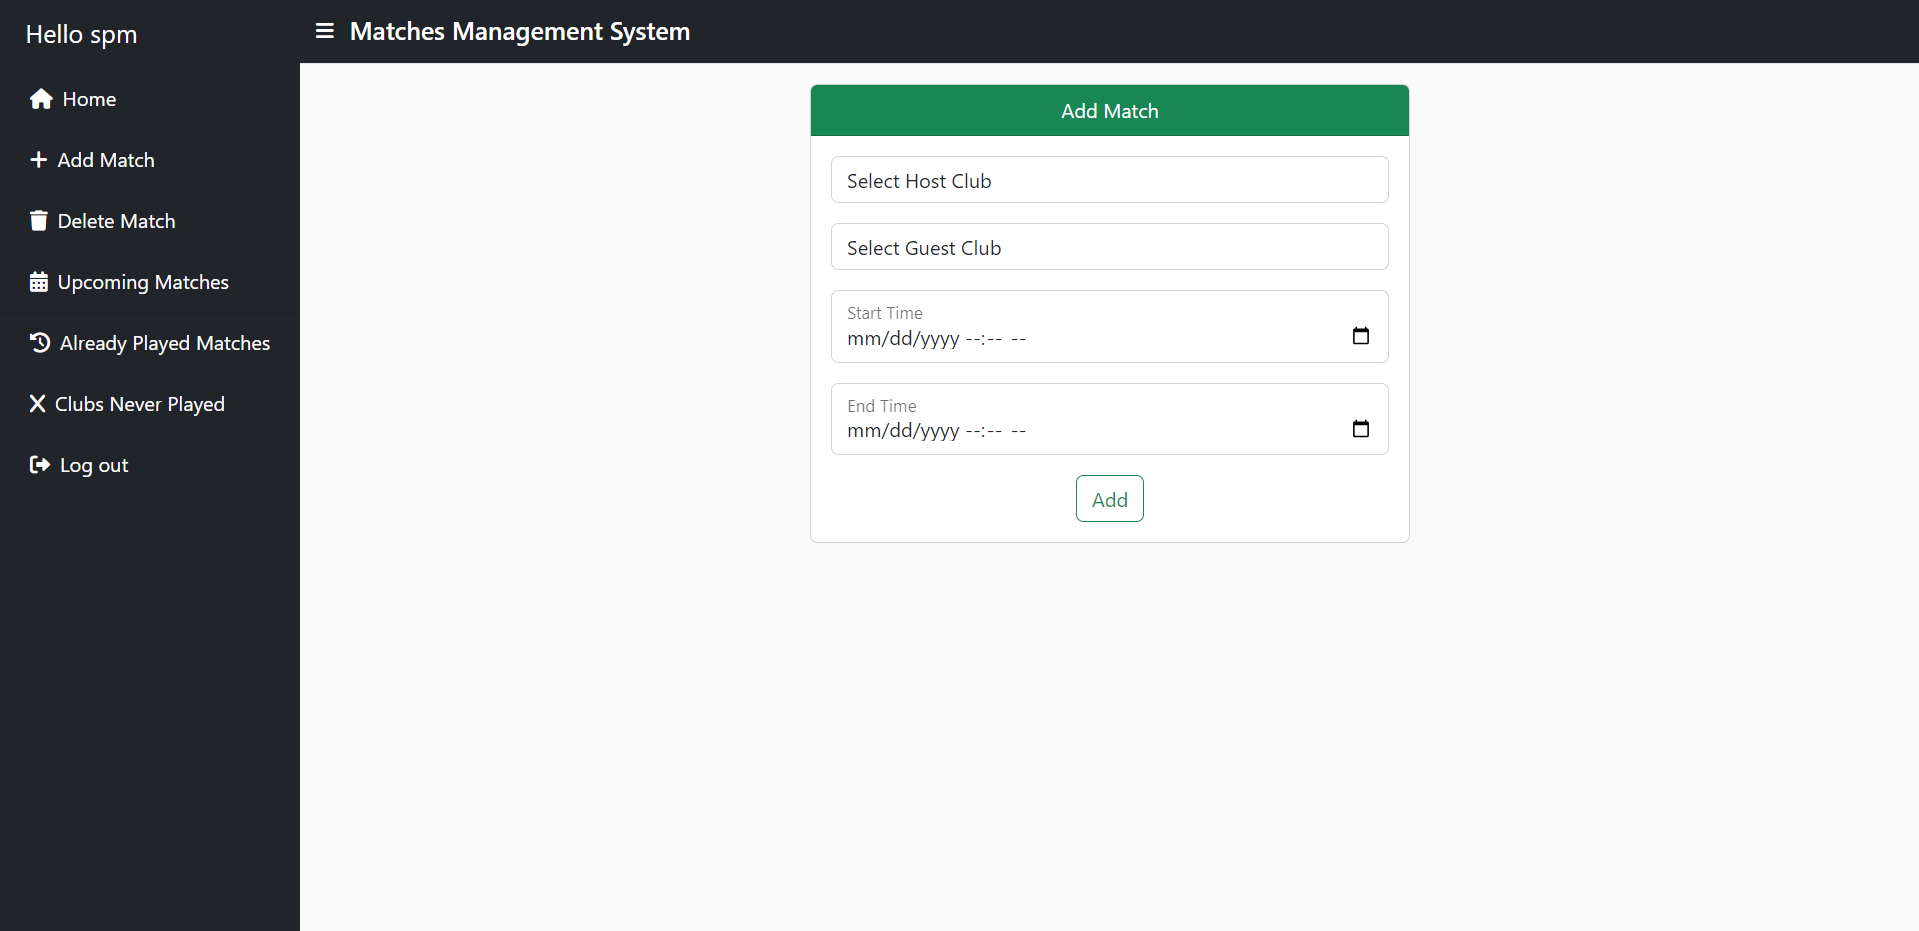 Hello spm
Home
Add Match
Delete Match
Upcoming Matches
Already Played Matches
Clubs Never Played
Log out
Matches Management System
Add Match
Select Host Club
Select Guest Club
Start Time
mm/dd/yyyy --:-- --
End Time
mm/dd/yyyy --:-- --
Add